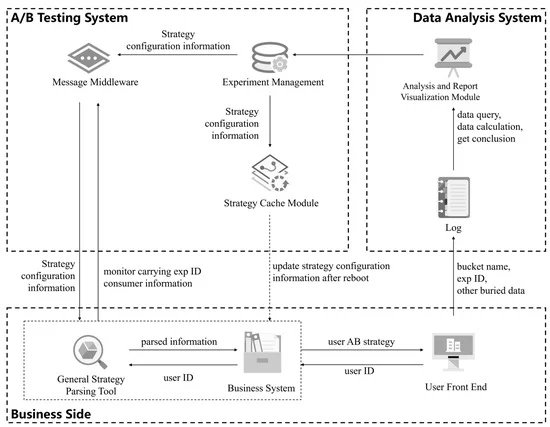 A/B Testing System
Data Analysis System
Strategy
configuration information
Message Middleware
Experiment Management
Analysis and Report
Visualization Module
Strategy
configuration
information
data query,
data calculation,
get conclusion
Strategy Cache Module
Log
Strategy
configuration
information
monitor carrying exp ID
consumer information
update strategy configuration
information after reboot
bucket name,
exp ID,
other buried data
parsed information
user AB strategy
user ID
user ID
General Strategy
Parsing Tool
Business System
User Front End
Business Side